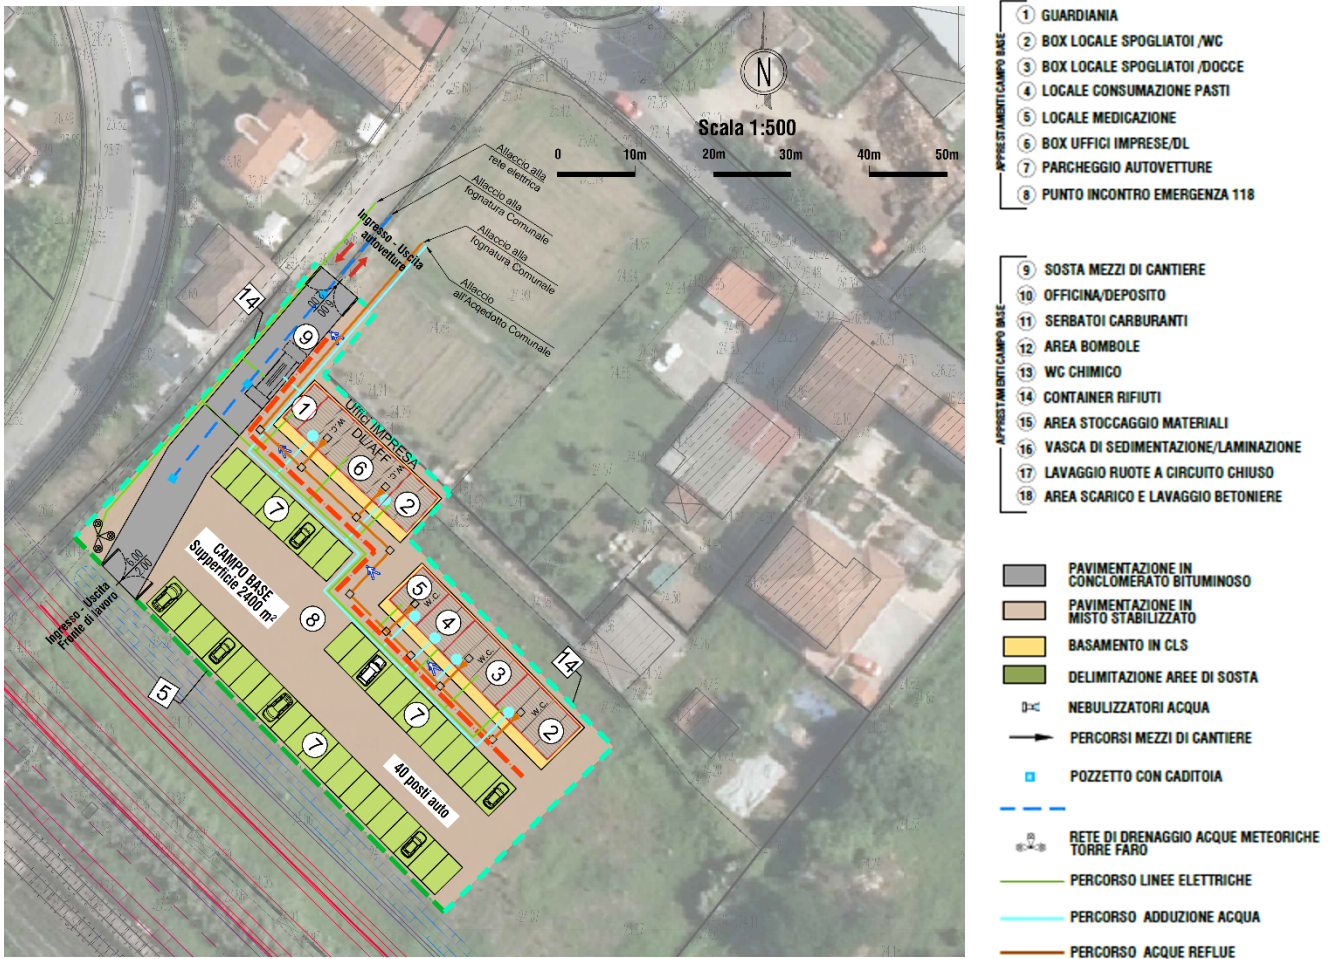 N
Scala 1:500
0 10m 20m 30m 40m 50m
Allaccio alla
rete elettrica
Allaccio alla
fognatura Comunale
Allaccio alla
fognatura Comunale
Allaccio
all'Acqedotto Comunale
Ingresso - Uscita
autovetture
6.00
14
9
1
Uffici IMPRESA
DL/AFF
W.C.
W.C.
6
2
7
CAMPO BASE
Supperficie 2400 m²
6.00
2.00
Ingresso - Uscita
Fronte di lavoro
8
5
W.C.
4
W.C.
3
W.C.
2
14
5
7
7
40 posti auto
APPRESTAMENTI CAMPO BASE
1 GUARDIANIA
2 BOX LOCALE SPOGLIATOI /WC
3 BOX LOCALE SPOGLIATOI /DOCCE
4 LOCALE CONSUMAZIONE PASTI
5 LOCALE MEDICAZIONE
6 BOX UFFICI IMPRESE/DL
7 PARCHEGGIO AUTOVETTURE
8 PUNTO INCONTRO EMERGENZA 118
APPRESTAMENTI CAMPO BASE
9 SOSTA MEZZI DI CANTIERE
10 OFFICINA/DEPOSITO
11 SERBATOI CARBURANTI
12 AREA BOMBOLE
13 WC CHIMICO
14 CONTAINER RIFIUTI
15 AREA STOCCAGGIO MATERIALI
16 VASCA DI SEDIMENTAZIONE/LAMINAZIONE
17 LAVAGGIO RUOTE A CIRCUITO CHIUSO
18 AREA SCARICO E LAVAGGIO BETONIERE
PAVIMENTAZIONE IN
CONCLOMERATO BITUMINOSO
PAVIMENTAZIONE IN
MISTO STABILIZZATO
BASAMENTO IN CLS
DELIMITAZIONE AREE DI SOSTA
NEBULIZZATORI ACQUA
PERCORSI MEZZI DI CANTIERE
POZZETTO CON CADITOIA
RETE DI DRENAGGIO ACQUE METEORICHE
TORRE FARO
PERCORSO LINEE ELETTRICHE
PERCORSO ADDUZIONE ACQUA
PERCORSO ACQUE REFLUE